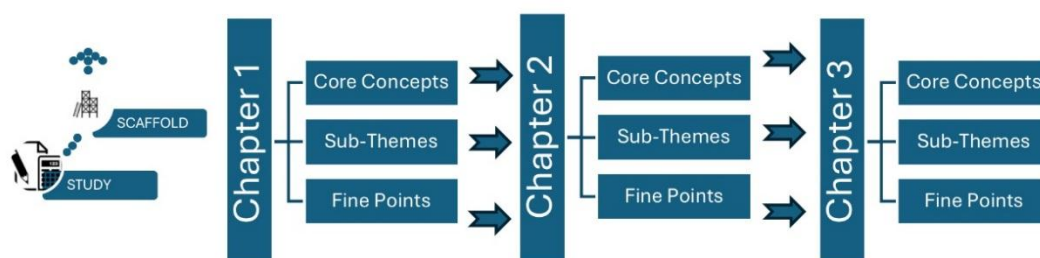 SCAFFOLD
STUDY
Chapter 1
Core Concepts
Sub-Themes
Fine Points
Chapter 2
Core Concepts
Sub-Themes
Fine Points
Chapter 3
Core Concepts
Sub-Themes
Fine Points